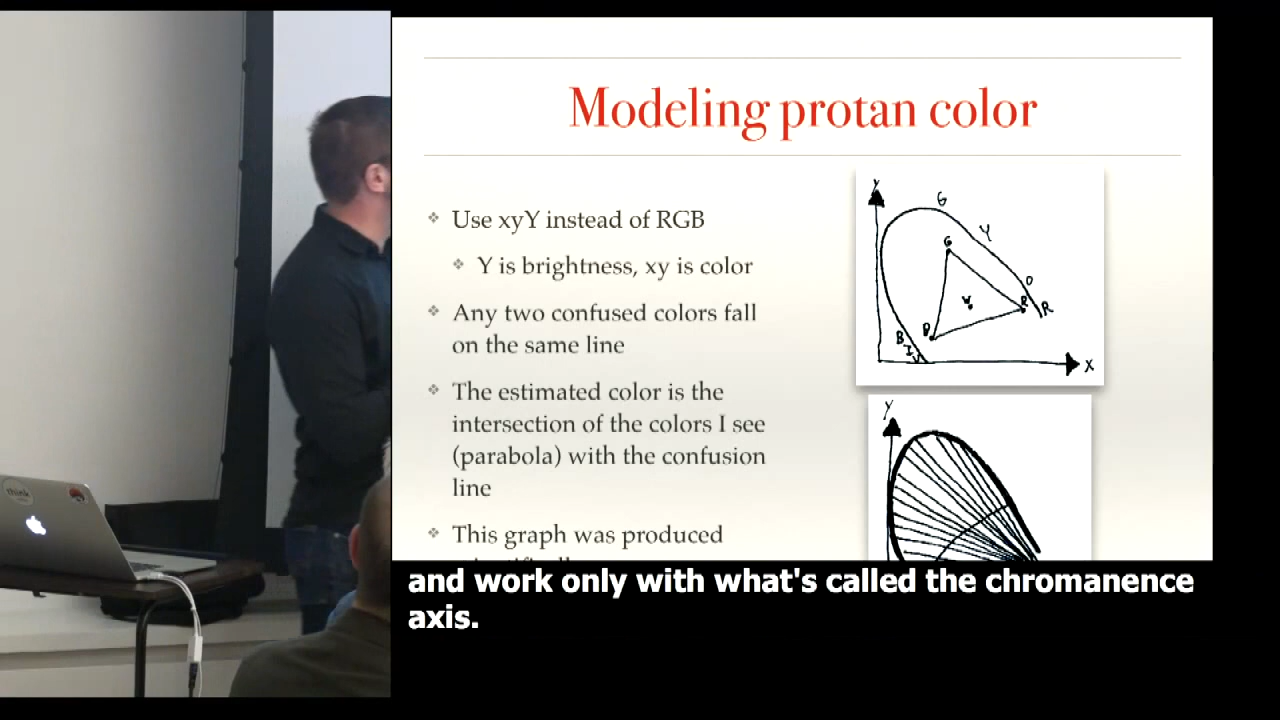 Modeling protan color
Use xyY instead of RGB
Y is brightness, xy is color
Any two confused colors fall
on the same line
The estimated color is the
intersection of the colors I see
(parabola) with the confusion
line
This graph was produced
Y
G
Y
G
O
W
R
R
B
B
I
V
X
Y
think
and work only with what's called the chromanence
axis.